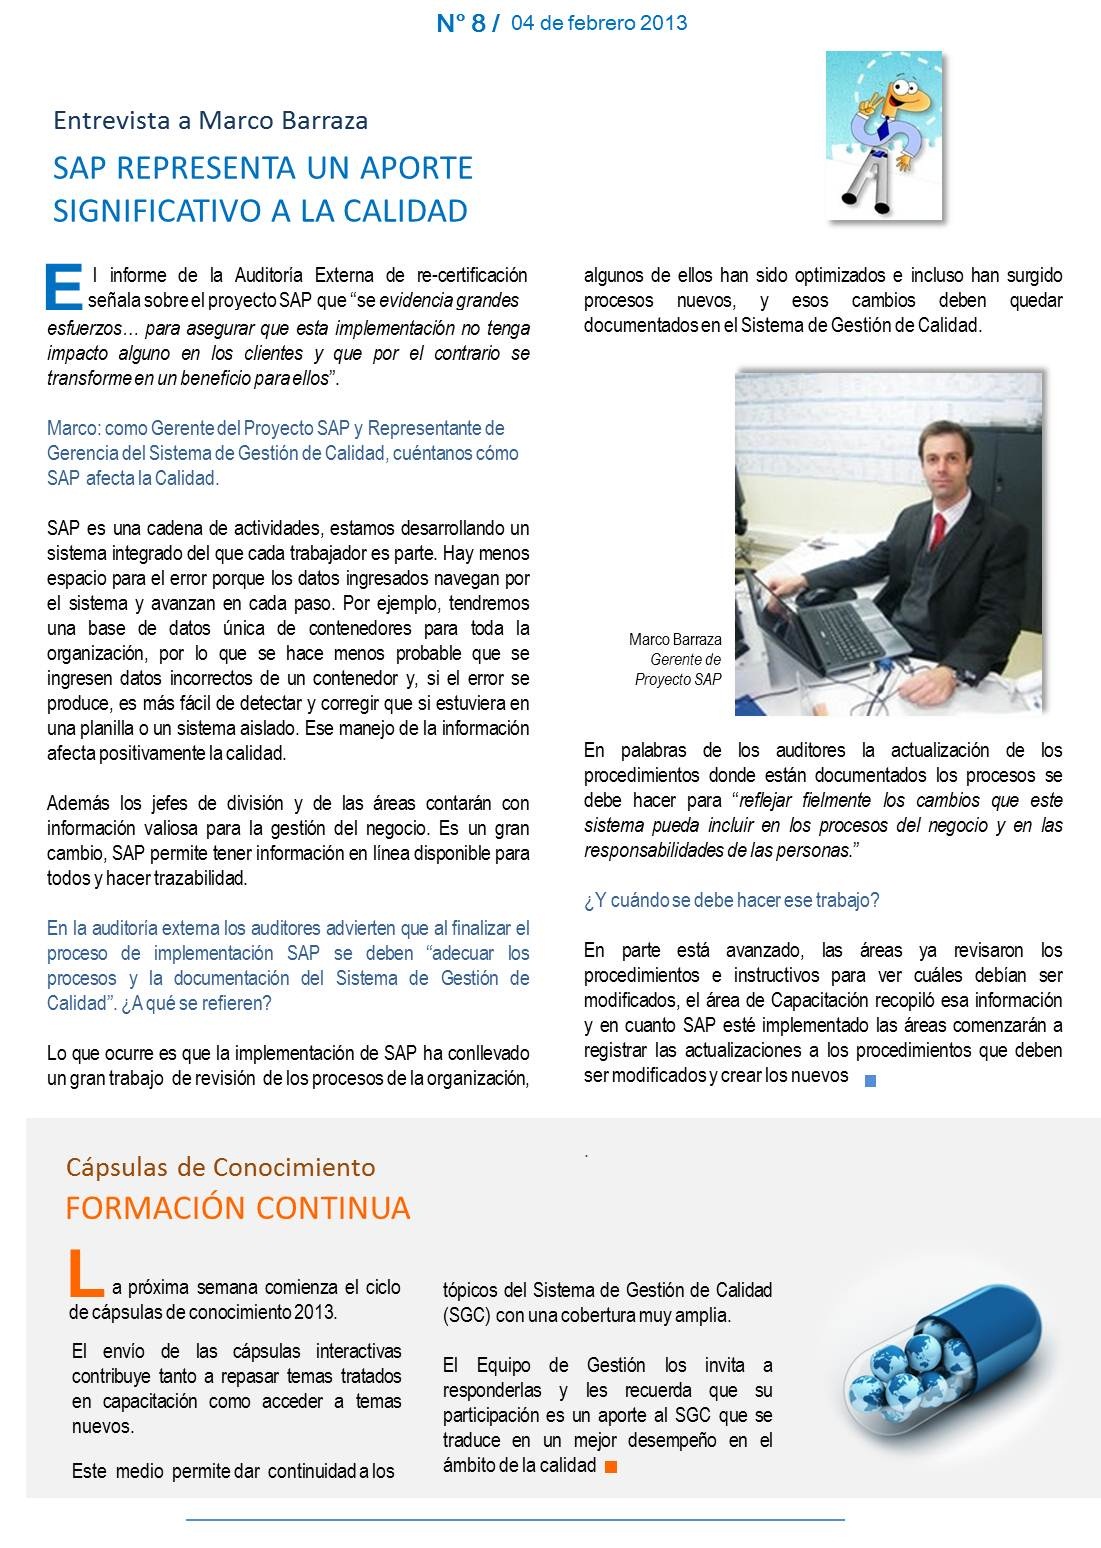 N° 8 / 04 de febrero 2013
Entrevista a Marco Barraza
SAP REPRESENTA UN APORTE
SIGNIFICATIVO A LA CALIDAD
El informe de la Auditoría Externa de re-certificación
señala sobre el proyecto SAP que “se evidencia grandes
esfuerzos… para asegurar que esta implementación no tenga
impacto alguno en los clientes y que por el contrario se
transforme en un beneficio para ellos”.
Marco: como Gerente del Proyecto SAP y Representante de
Gerencia del Sistema de Gestión de Calidad, cuéntanos cómo
SAP afecta la Calidad.
SAP es una cadena de actividades, estamos desarrollando un
sistema integrado del que cada trabajador es parte. Hay menos
espacio para el error porque los datos ingresados navegan por
el sistema y avanzan en cada paso. Por ejemplo, tendremos
una base de datos única de contenedores para toda la
organización, por lo que se hace menos probable que se
ingresen datos incorrectos de un contenedor y, si el error se
produce, es más fácil de detectar y corregir que si estuviera en
una planilla o un sistema aislado. Ese manejo de la información
afecta positivamente la calidad.
Además los jefes de división y de las áreas contarán con
información valiosa para la gestión del negocio. Es un gran
cambio, SAP permite tener información en línea disponible para
todos y hacer trazabilidad.
En la auditoría externa los auditores advierten que al finalizar el
proceso de implementación SAP se deben “adecuar los
procesos y la documentación del Sistema de Gestión de
Calidad”. ¿A qué se refieren?
Lo que ocurre es que la implementación de SAP ha conllevado
un gran trabajo de revisión de los procesos de la organización,
algunos de ellos han sido optimizados e incluso han surgido
procesos nuevos, y esos cambios deben quedar
documentados en el Sistema de Gestión de Calidad.
Marco Barraza
Gerente de
Proyecto SAP
En palabras de los auditores la actualización de los
procedimientos donde están documentados los procesos se
debe hacer para “reflejar fielmente los cambios que este
sistema pueda incluir en los procesos del negocio y en las
responsabilidades de las personas.”
¿Y cuándo se debe hacer ese trabajo?
En parte está avanzado, las áreas ya revisaron los
procedimientos e instructivos para ver cuáles debían ser
modificados, el área de Capacitación recopiló esa información
y en cuanto SAP esté implementado las áreas comenzarán a
registrar las actualizaciones a los procedimientos que deben
ser modificados y crear los nuevos
Cápsulas de Conocimiento
FORMACIÓN CONTINUA
La próxima semana comienza el ciclo
de cápsulas de conocimiento 2013.
El envío de las cápsulas interactivas
contribuye tanto a repasar temas tratados
en capacitación como acceder a temas
nuevos.
Este medio permite dar continuidad a los
.
tópicos del Sistema de Gestión de Calidad
(SGC) con una cobertura muy amplia.
El Equipo de Gestión los invita a
responderlas y les recuerda que su
participación es un aporte al SGC que se
traduce en un mejor desempeño en el
ámbito de la calidad